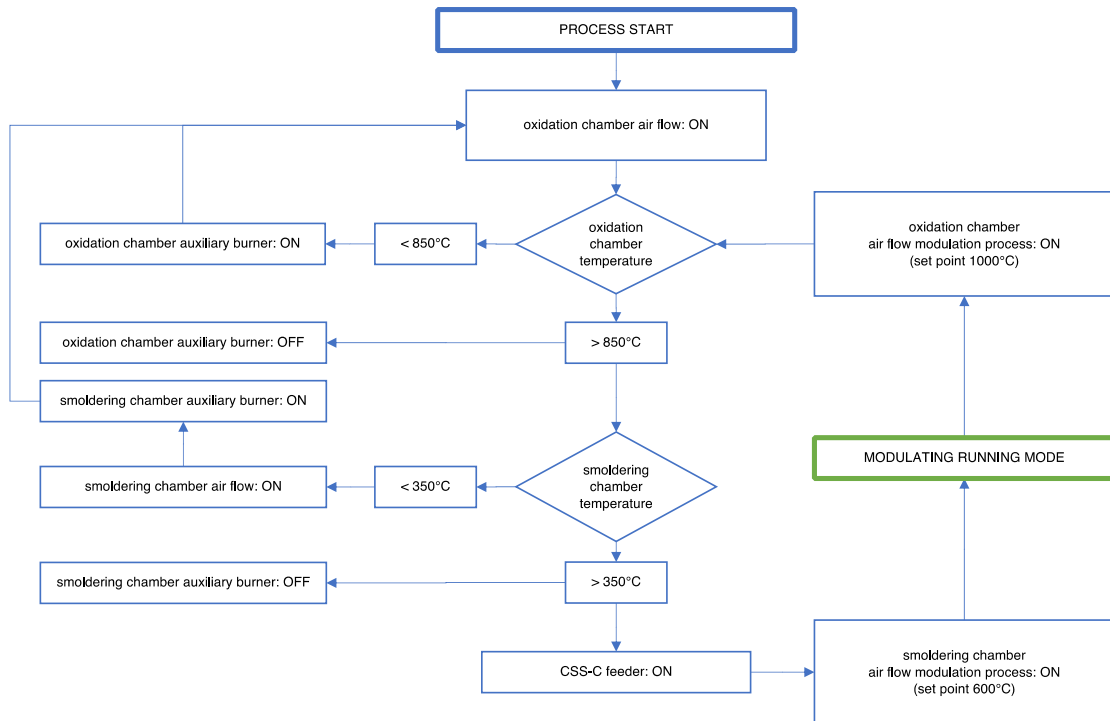 PROCESS START
oxidation chamber air flow: ON
oxidation chamber auxiliary burner: ON
< 850°C
oxidation
chamber
temperature
oxidation chamber
air flow modulation process: ON
(set point 1000°C)
oxidation chamber auxiliary burner: OFF
> 850°C
smoldering chamber auxiliary burner: ON
MODULATING RUNNING MODE
smoldering chamber air flow: ON
< 350°C
smoldering
chamber
temperature
smoldering chamber auxiliary burner: OFF
> 350°C
CSS-C feeder: ON
smoldering chamber
air flow modulation process: ON
(set point 600°C)